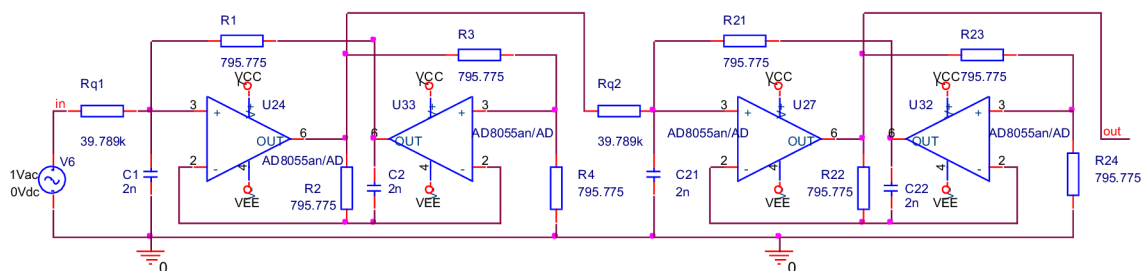 R1
795.775
R3
795.775
R21
795.775
R23
795.775
VCC
VCC
VCC
VCC
in
Rq1
39.789k
3
+
V+
U24
OUT
6
AD8055an/AD
2
-
4
V-
VEE
U33
6
OUT
V+
+
3
AD8055an/AD
2
-
4
V-
VEE
V6
1Vac
0Vdc
C1
2n
R2
795.775
C2
2n
R4
795.775
Rq2
39.789k
3
+
V+
U27
OUT
6
AD8055an/AD
2
-
4
V-
VEE
U32
6
OUT
V+
+
3
AD8055an/AD
2
-
4
V-
VEE
out
C21
2n
R22
795.775
C22
2n
R24
795.775
0
0